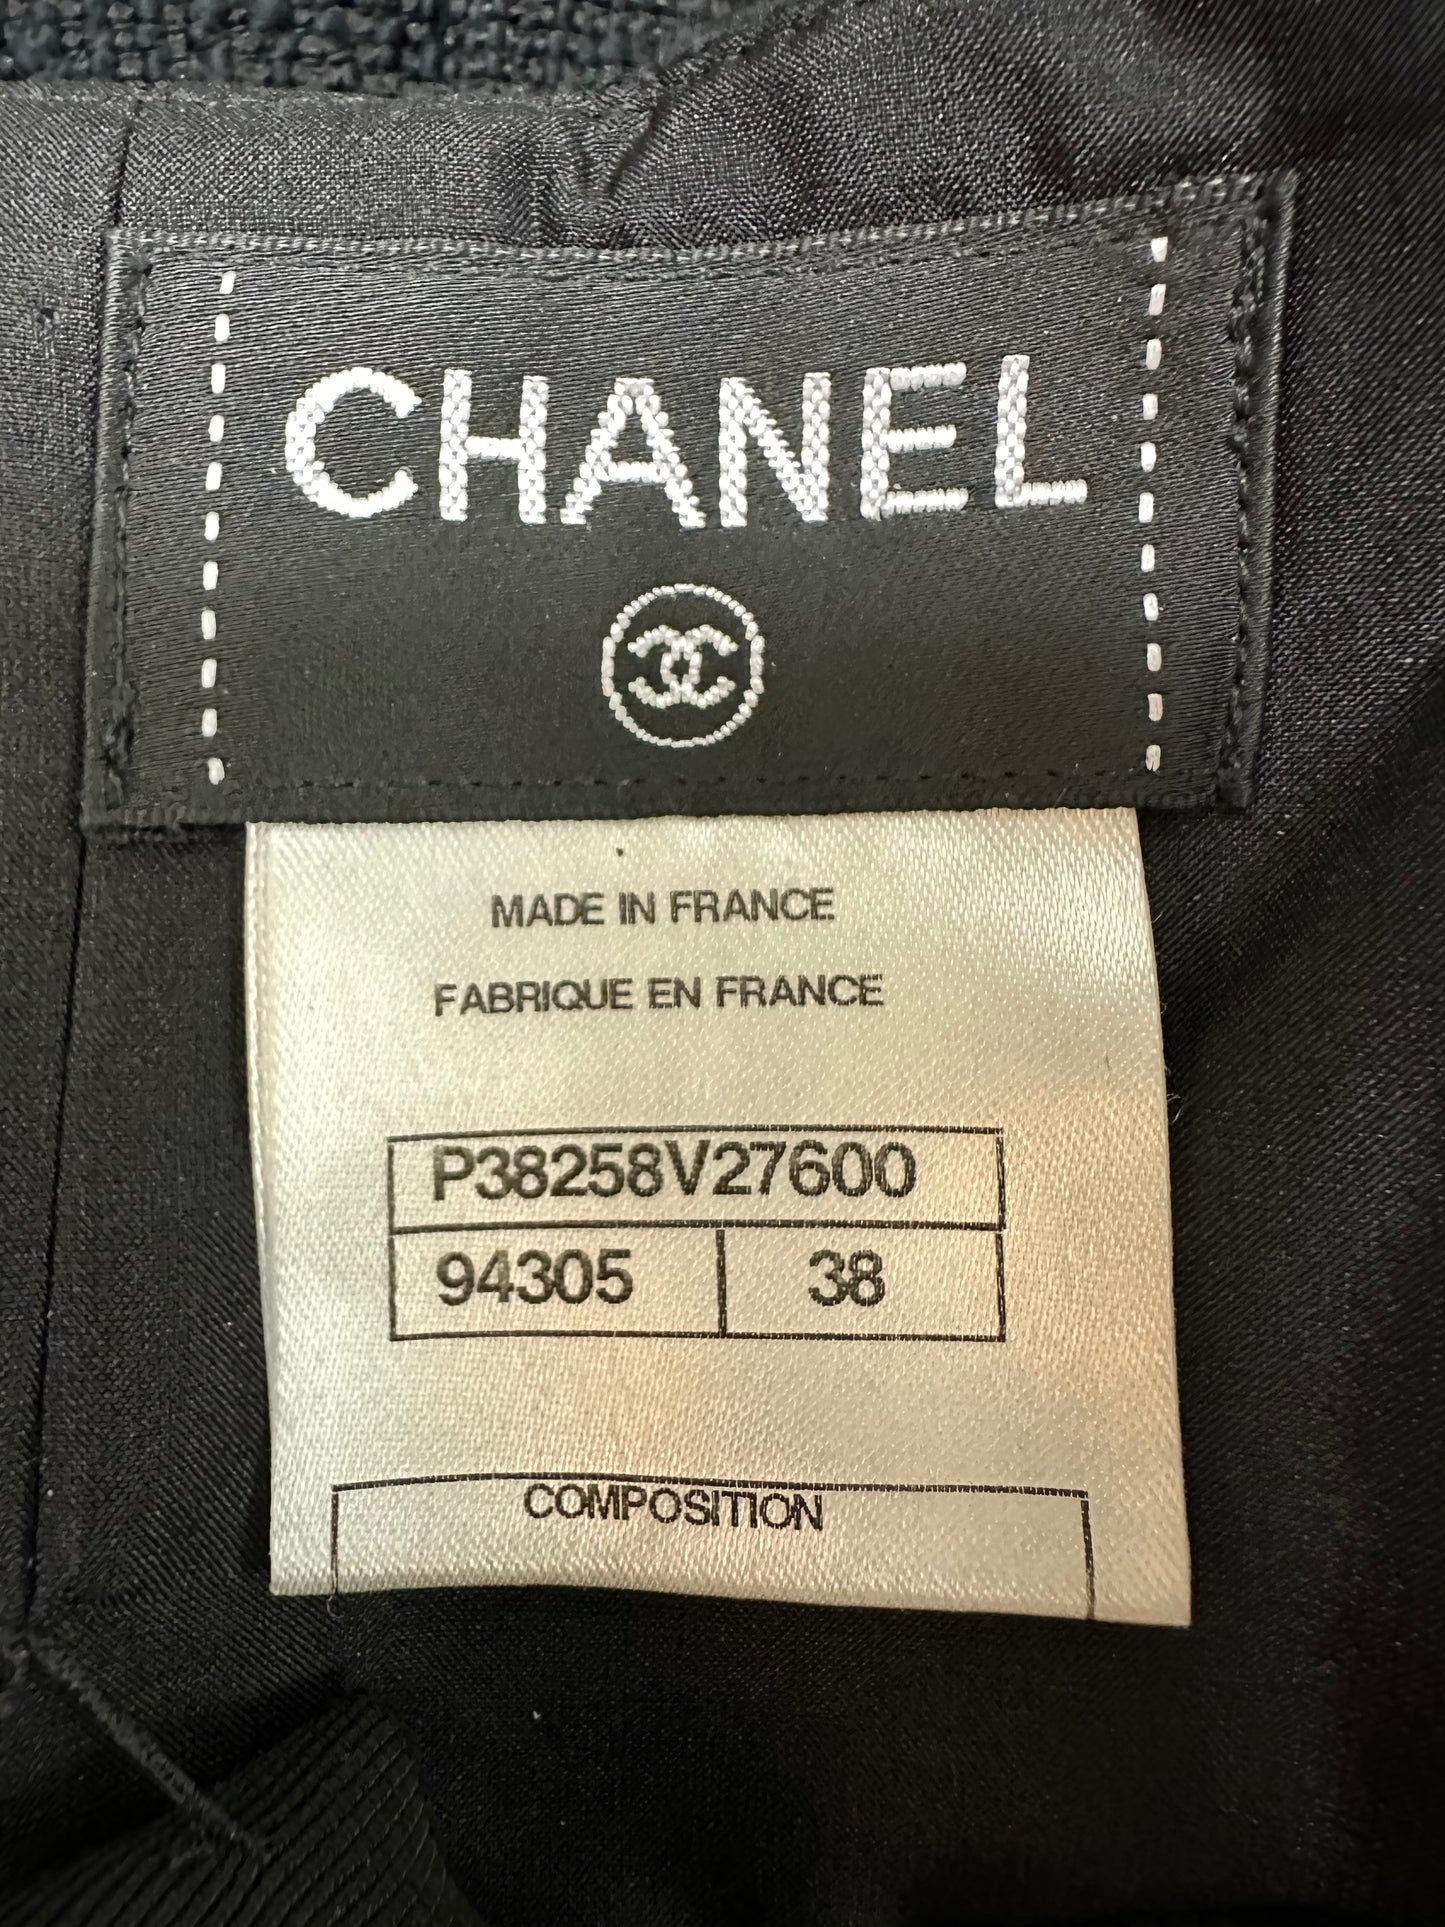 CHANEL
MADE IN FRANCE
FABRIQUE EN FRANCE
P38258V27600
94305 38
COMPOSITION